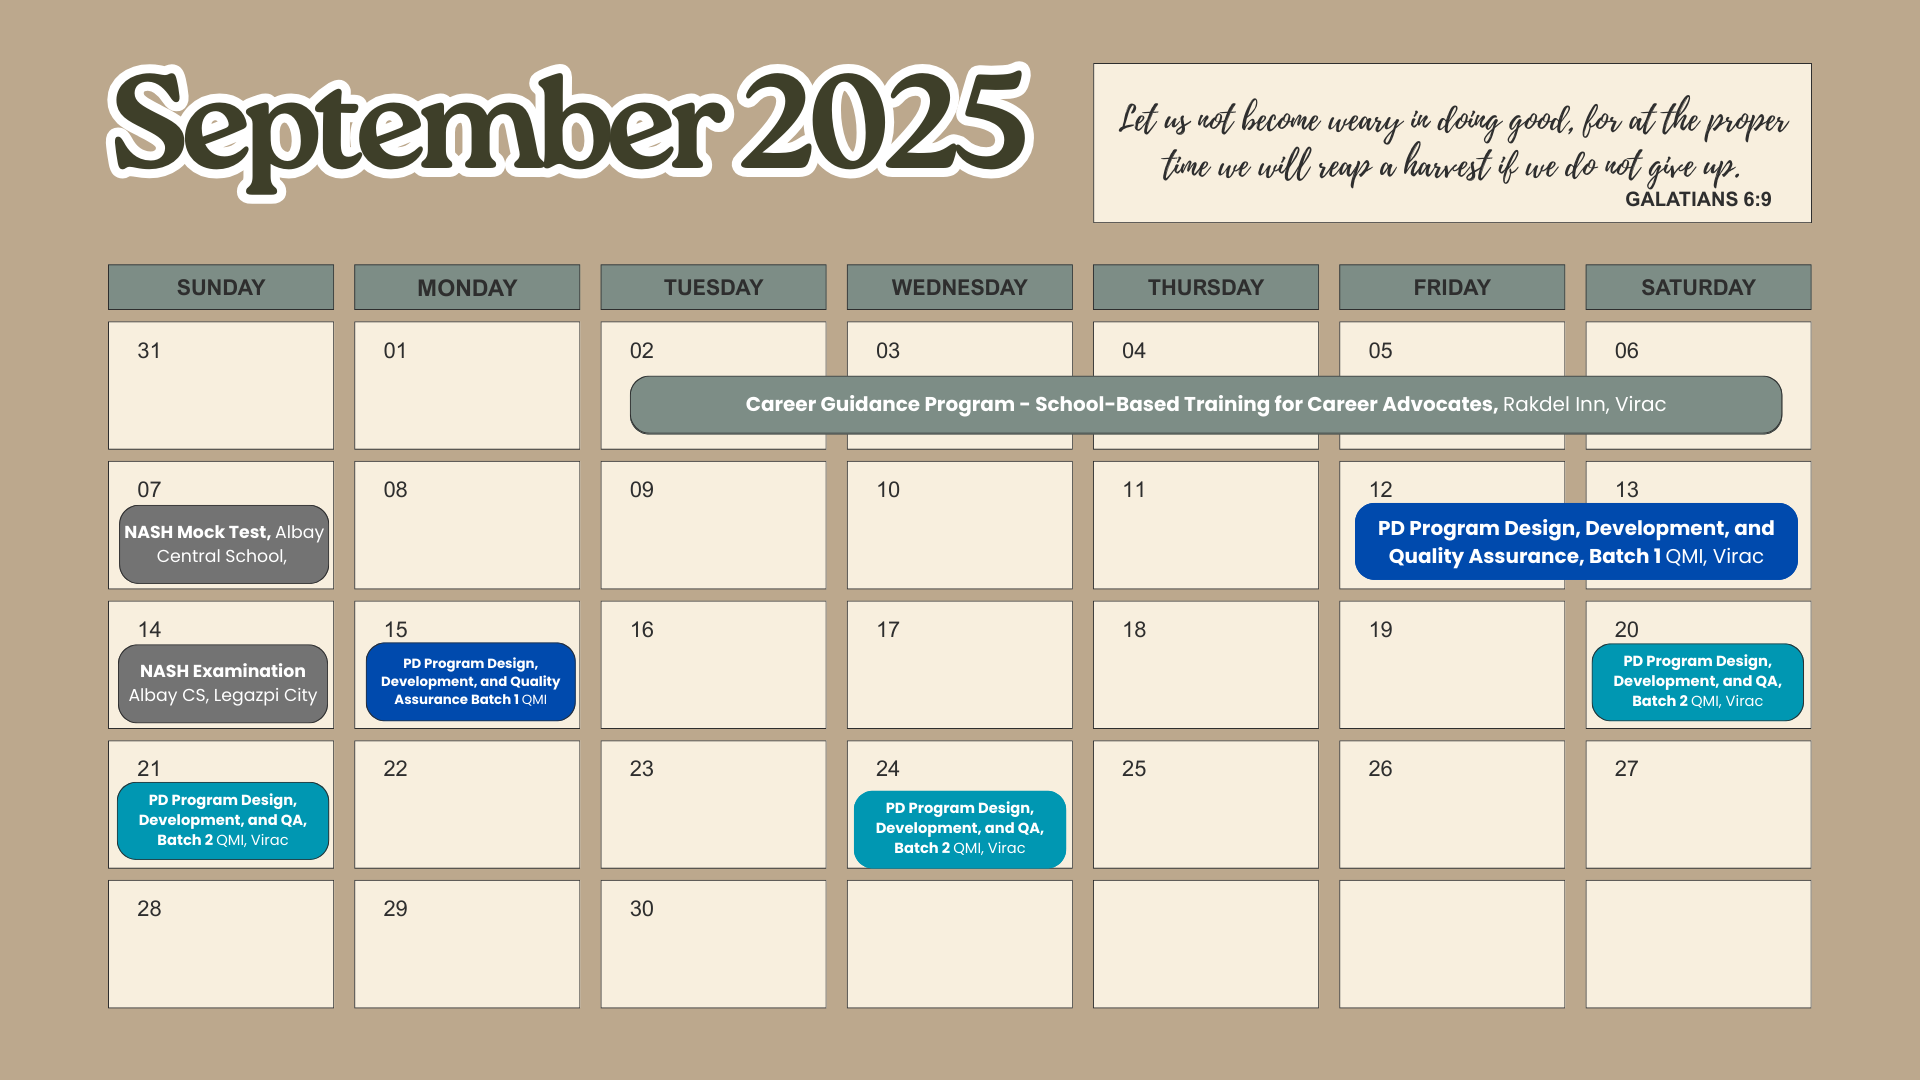 September 2025
Let us not become weary in doing good, for at the proper
time we will reap a harvest if we do not give up.
GALATIANS 6:9
SUNDAY
MONDAY
TUESDAY
WEDNESDAY
THURSDAY
FRIDAY
SATURDAY
31
01
02
03
04
05
06
Career Guidance Program - School-Based Training for Career Advocates, Rakdel Inn, Virac
07
08
09
10
11
12
13
NASH Mock Test, Albay
Central School,
PD Program Design, Development, and
Quality Assurance, Batch 1 QMI, Virac
14
15
16
17
18
19
20
NASH Examination
Albay CS, Legazpi City
PD Program Design,
Development, and Quality
Assurance Batch 1 QMI
PD Program Design,
Development, and QA,
Batch 2 QMI, Virac
21
22
23
24
25
26
27
PD Program Design,
Development, and QA,
Batch 2 QMI, Virac
PD Program Design,
Development, and QA,
Batch 2 QMI, Virac
28
29
30